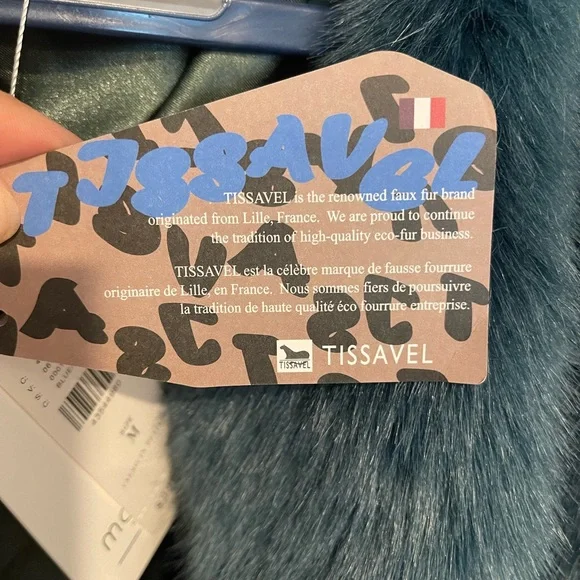 TISSAVEL
TISSAVEL is the renowned faux fur brand
originated from Lille, France. We are proud to continue
the tradition of high-quality eco-fur business.
TISSAVEL est la célèbre marque de fausse fourrure
originaire de Lille, en France. Nous sommes fiers de poursuivre
la tradition de haute qualité éco fourrure entreprise.
TISSAVEL
TISSAVEL
SIZE
M